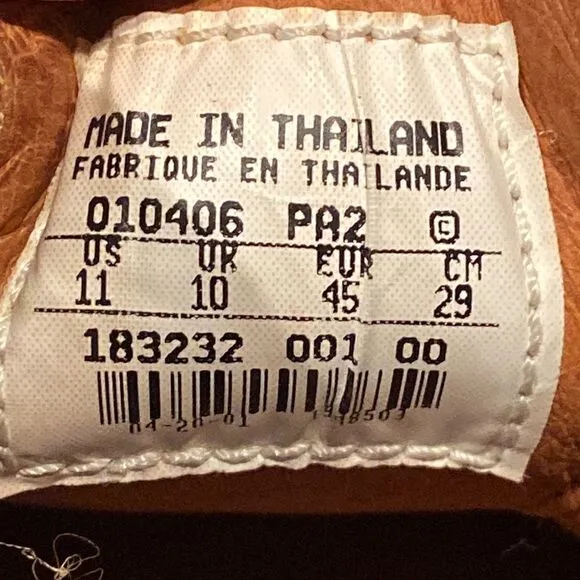 MADE IN THAILAND
FABRIQUE EN THAILANDE
010406 PA2 ©
US UK EUR CM
11 10 45 29
183232 001 00
04-20-01